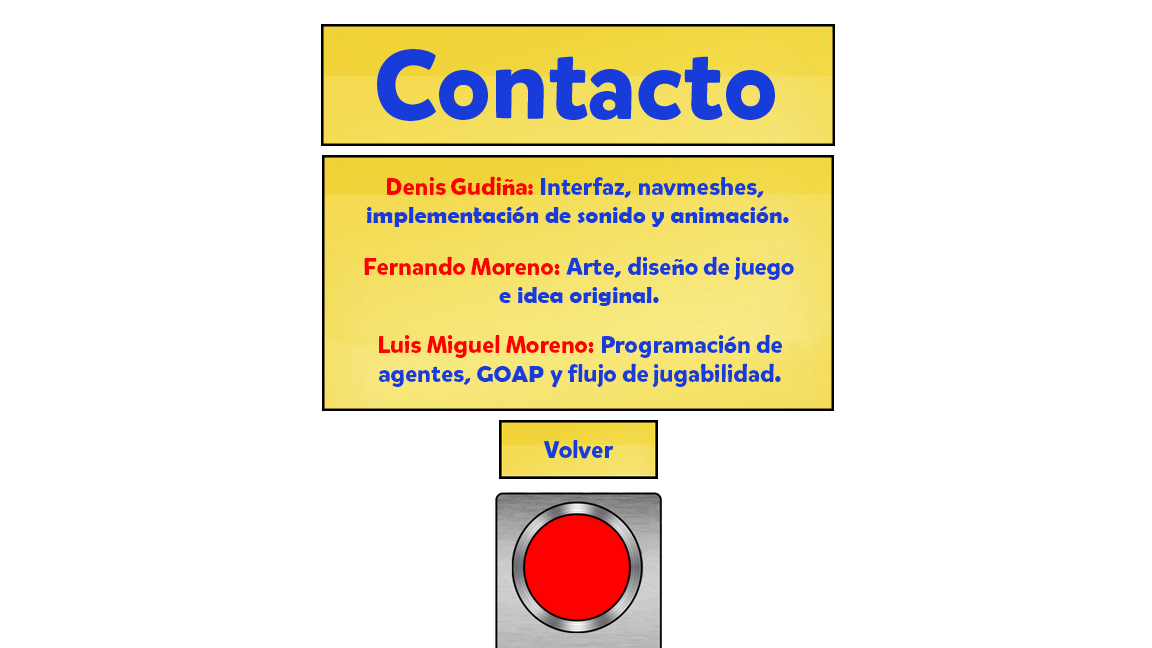 Contacto
Denis Gudiña: Interfaz, navmeshes,
implementación de sonido y animación.
Fernando Moreno: Arte, diseño de juego
e idea original.
Luis Miguel Moreno: Programación de
agentes, GOAP y flujo de jugabilidad.
Volver